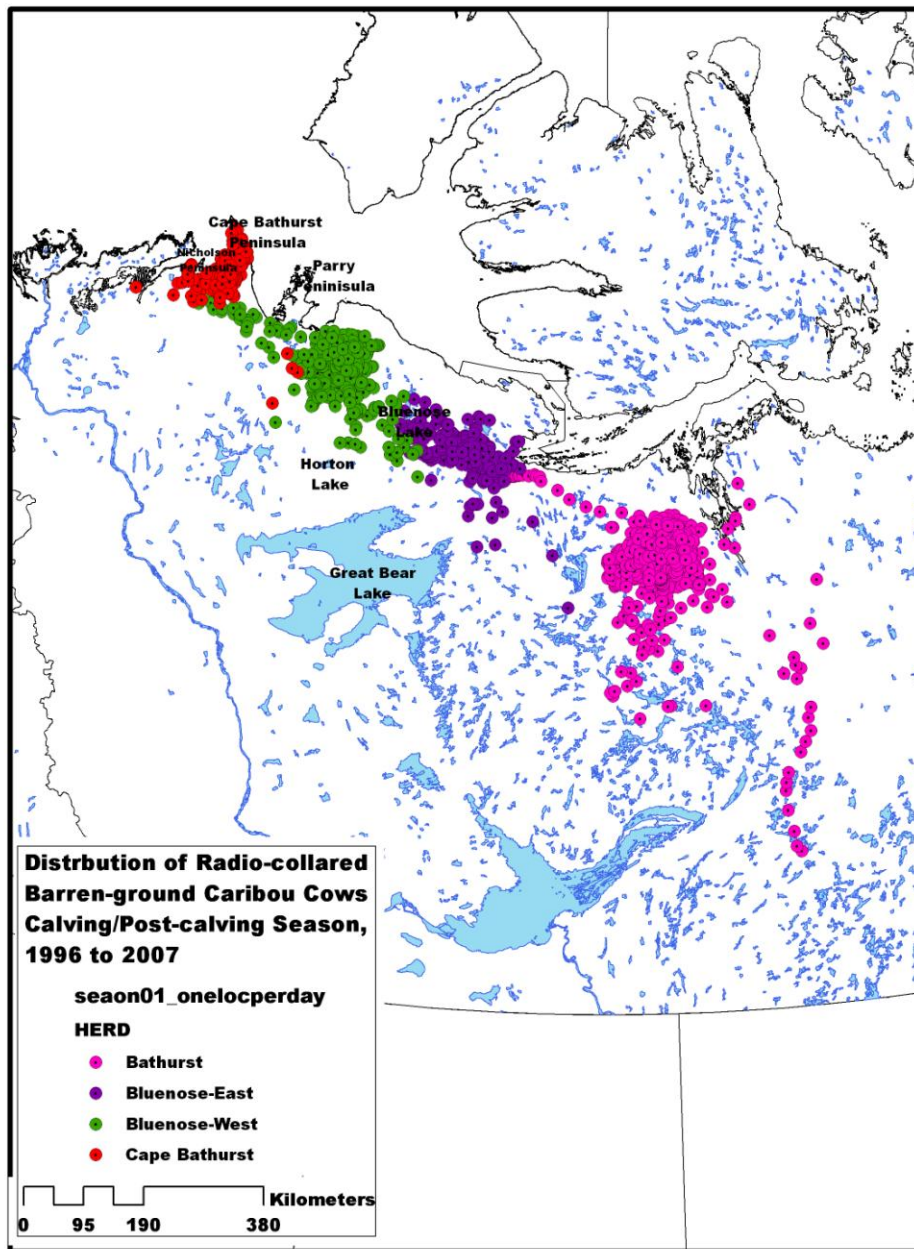 Cape Bathurst
Peninsula
Nicholson
Peninsula
Parry
Peninisula
Bluenose
Lake
Horton
Lake
Great Bear
Lake
Distrbution of Radio-collared
Barren-ground Caribou Cows
Calving/Post-calving Season,
1996 to 2007
seaon01_onelocperday
HERD
Bathurst
Bluenose-East
Bluenose-West
Cape Bathurst
Kilometers
0 95 190 380